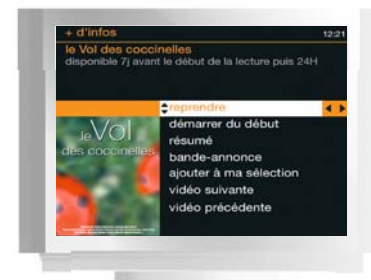 + d'infos 12:21
le Vol des coccinelles
disponible 7j avant le début de la lecture puis 24H
reprendre
démarrer du début
résumé
bande-annonce
ajouter à ma sélection
vidéo suivante
vidéo précédente
le Vol
des coccinelles